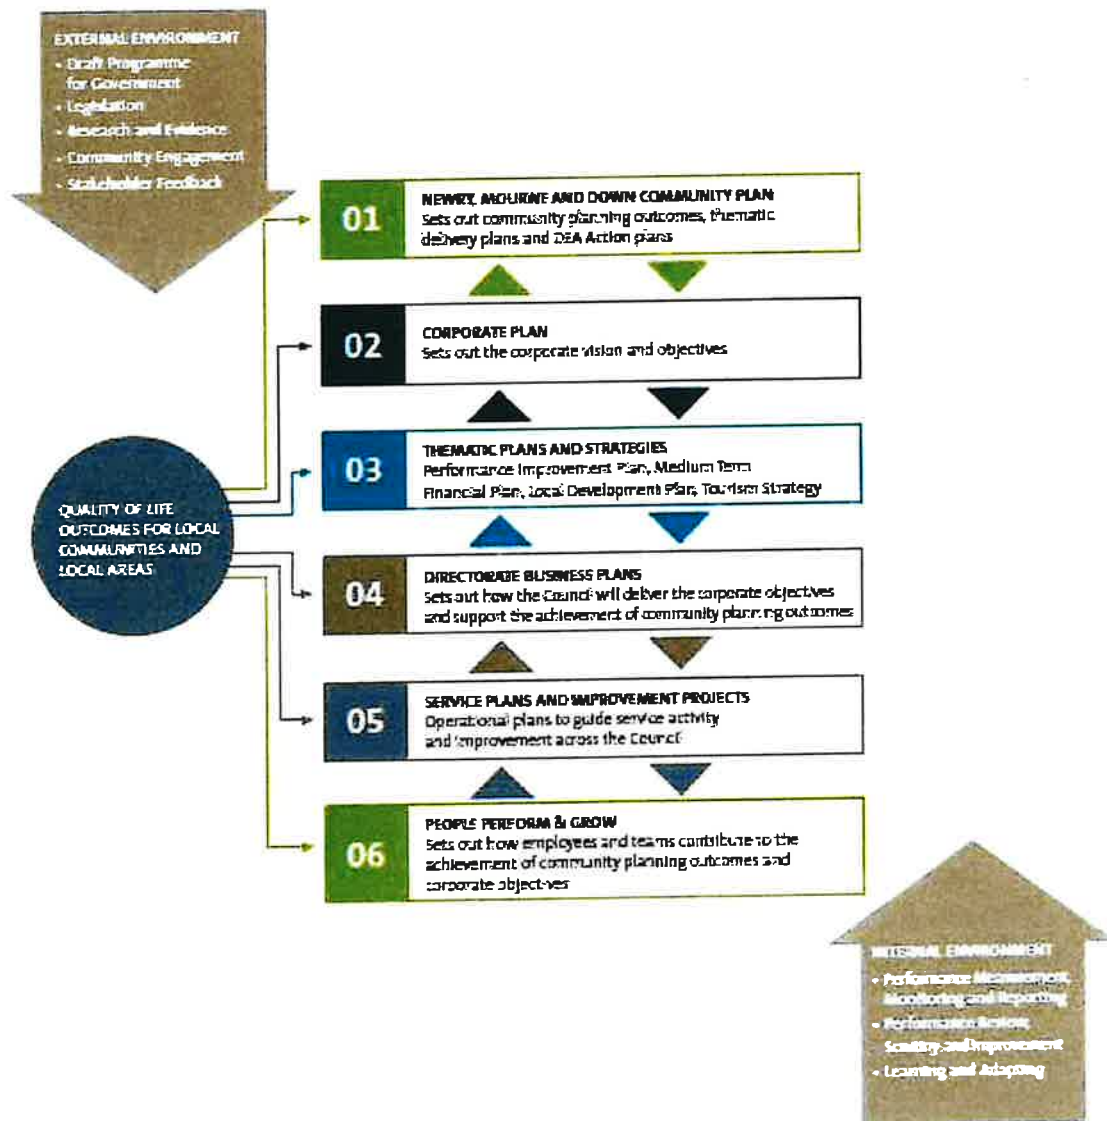 EXTERNAL ENVIRONMENT
• Draft Programme
for Government
• Legislation
• Research and Evidence
• Community Engagement
• Stakeholder Feedback
01
NEWRY, MOURNE AND DOWN COMMUNITY PLAN
Sets out community planning outcomes, thematic
delivery plans and DEA Action plans
02
CORPORATE PLAN
Sets out the corporate vision and objectives
03
THEMATIC PLANS AND STRATEGIES
Performance Improvement Plan, Medium Term
Financial Plan, Local Development Plan, Tourism Strategy
QUALITY OF LIFE
OUTCOMES FOR LOCAL
COMMUNITIES AND
LOCAL AREAS
04
DIRECTORATE BUSINESS PLANS
Sets out how the Council will deliver the corporate objectives
and support the achievement of community planning outcomes
05
SERVICE PLANS AND IMPROVEMENT PROJECTS
Operational plans to guide service activity
and improvement across the Council
06
PEOPLE PERFORM & GROW
Sets out how employees and teams contribute to the
achievement of community planning outcomes and
corporate objectives
INTERNAL ENVIRONMENT
• Performance Measurement,
Monitoring and Reporting
• Performance Review,
Scrutiny and Improvement
• Learning and Adapting